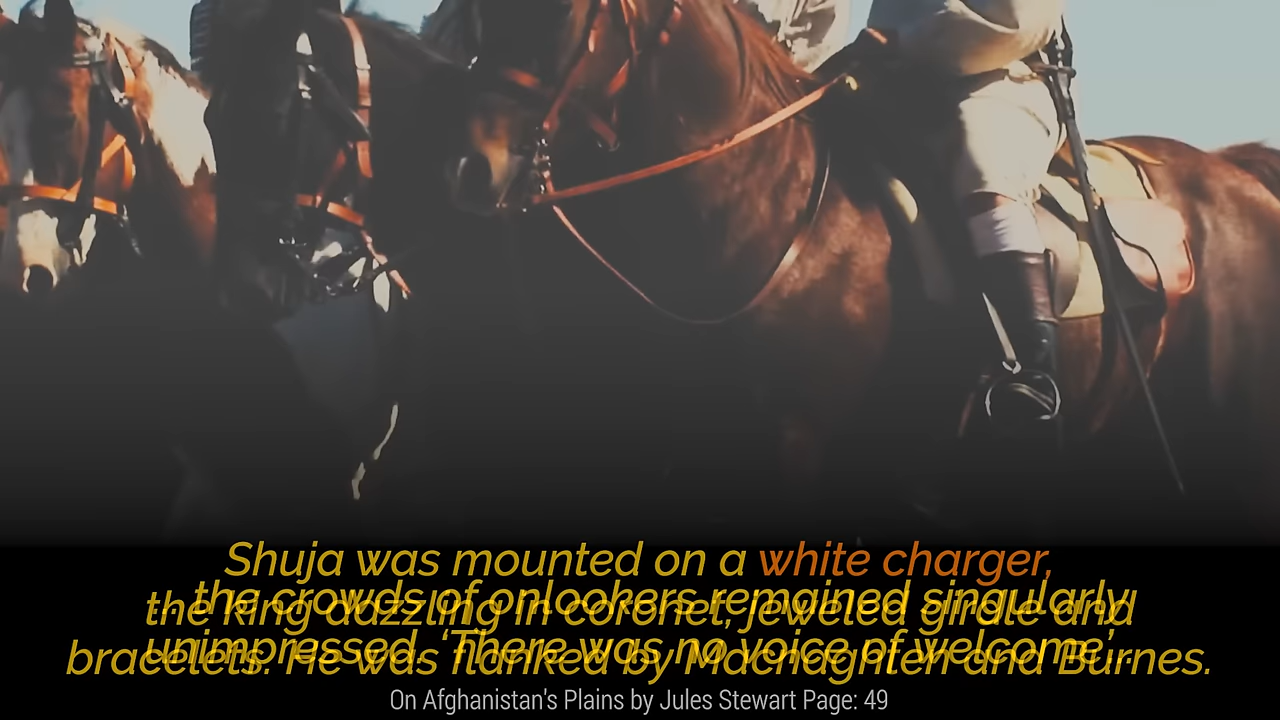 Shuja was mounted on a white charger,
the king dazzling in coronet, jeweled girdle and
bracelets. He was flanked by Macnaghten and Burnes.
the crowds of onlookers remained singularly
unimpressed. ‘There was no voice of welcome’..
On Afghanistan's Plains by Jules Stewart Page: 49